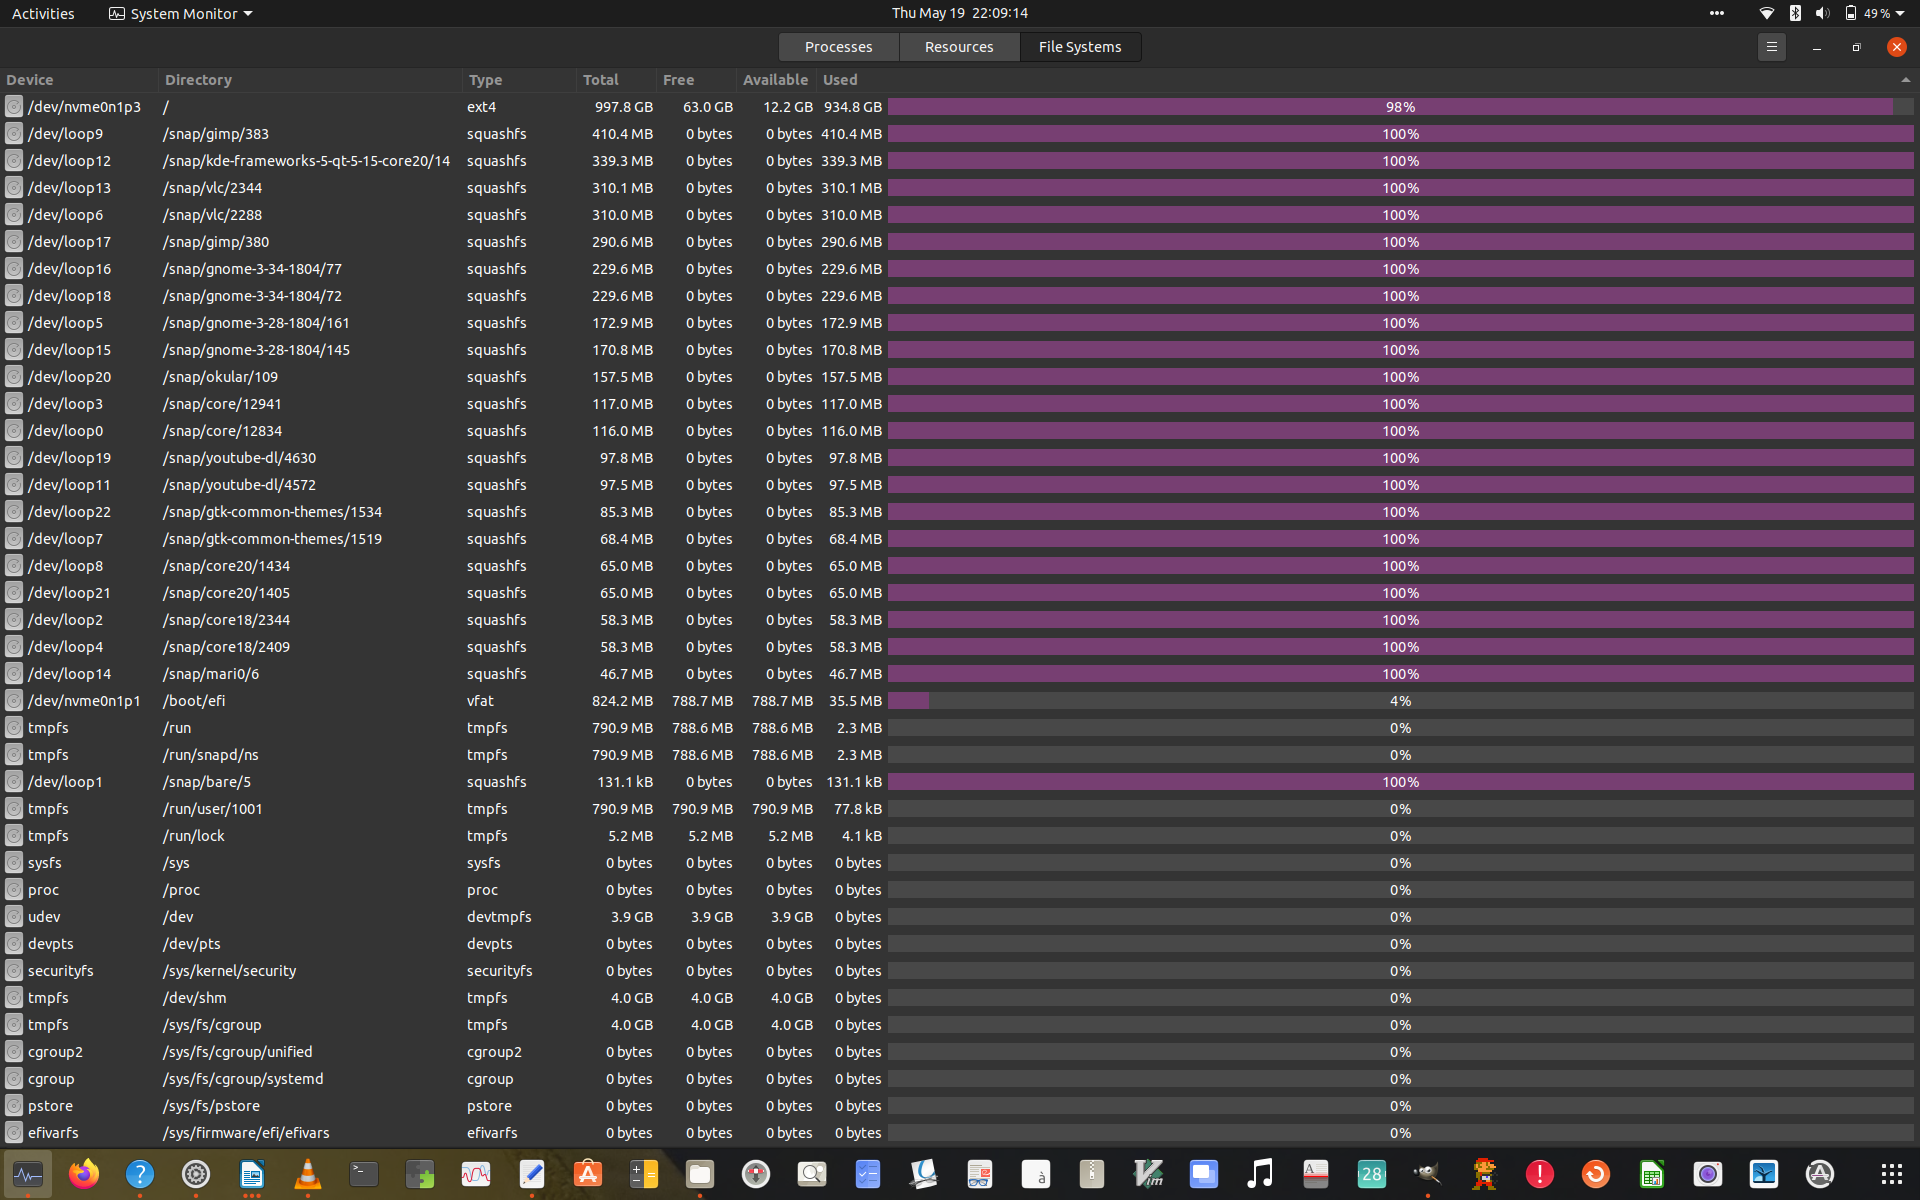 Activities System Monitor Thu May 19 22:09:14 49 %
Processes Resources File Systems
Device Directory Type Total Free Available Used
/dev/nvme0n1p3 / ext4 997.8 GB 63.0 GB 12.2 GB 934.8 GB 98%
/dev/loop9 /snap/gimp/383 squashfs 410.4 MB 0 bytes 0 bytes 410.4 MB 100%
/dev/loop12 /snap/kde-frameworks-5-qt-5-15-core20/14 squashfs 339.3 MB 0 bytes 0 bytes 339.3 MB 100%
/dev/loop13 /snap/vlc/2344 squashfs 310.1 MB 0 bytes 0 bytes 310.1 MB 100%
/dev/loop6 /snap/vlc/2288 squashfs 310.0 MB 0 bytes 0 bytes 310.0 MB 100%
/dev/loop17 /snap/gimp/380 squashfs 290.6 MB 0 bytes 0 bytes 290.6 MB 100%
/dev/loop16 /snap/gnome-3-34-1804/77 squashfs 229.6 MB 0 bytes 0 bytes 229.6 MB 100%
/dev/loop18 /snap/gnome-3-34-1804/72 squashfs 229.6 MB 0 bytes 0 bytes 229.6 MB 100%
/dev/loop5 /snap/gnome-3-28-1804/161 squashfs 172.9 MB 0 bytes 0 bytes 172.9 MB 100%
/dev/loop15 /snap/gnome-3-28-1804/145 squashfs 170.8 MB 0 bytes 0 bytes 170.8 MB 100%
/dev/loop20 /snap/okular/109 squashfs 157.5 MB 0 bytes 0 bytes 157.5 MB 100%
/dev/loop3 /snap/core/12941 squashfs 117.0 MB 0 bytes 0 bytes 117.0 MB 100%
/dev/loop0 /snap/core/12834 squashfs 116.0 MB 0 bytes 0 bytes 116.0 MB 100%
/dev/loop19 /snap/youtube-dl/4630 squashfs 97.8 MB 0 bytes 0 bytes 97.8 MB 100%
/dev/loop11 /snap/youtube-dl/4572 squashfs 97.5 MB 0 bytes 0 bytes 97.5 MB 100%
/dev/loop22 /snap/gtk-common-themes/1534 squashfs 85.3 MB 0 bytes 0 bytes 85.3 MB 100%
/dev/loop7 /snap/gtk-common-themes/1519 squashfs 68.4 MB 0 bytes 0 bytes 68.4 MB 100%
/dev/loop8 /snap/core20/1434 squashfs 65.0 MB 0 bytes 0 bytes 65.0 MB 100%
/dev/loop21 /snap/core20/1405 squashfs 65.0 MB 0 bytes 0 bytes 65.0 MB 100%
/dev/loop2 /snap/core18/2344 squashfs 58.3 MB 0 bytes 0 bytes 58.3 MB 100%
/dev/loop4 /snap/core18/2409 squashfs 58.3 MB 0 bytes 0 bytes 58.3 MB 100%
/dev/loop14 /snap/mari0/6 squashfs 46.7 MB 0 bytes 0 bytes 46.7 MB 100%
/dev/nvme0n1p1 /boot/efi vfat 824.2 MB 788.7 MB 788.7 MB 35.5 MB 4%
tmpfs /run tmpfs 790.9 MB 788.6 MB 788.6 MB 2.3 MB 0%
tmpfs /run/snapd/ns tmpfs 790.9 MB 788.6 MB 788.6 MB 2.3 MB 0%
/dev/loop1 /snap/bare/5 squashfs 131.1 kB 0 bytes 0 bytes 131.1 kB 100%
tmpfs /run/user/1001 tmpfs 790.9 MB 790.9 MB 790.9 MB 77.8 kB 0%
tmpfs /run/lock tmpfs 5.2 MB 5.2 MB 5.2 MB 4.1 kB 0%
sysfs /sys sysfs 0 bytes 0 bytes 0 bytes 0 bytes 0%
proc /proc proc 0 bytes 0 bytes 0 bytes 0 bytes 0%
udev /dev devtmpfs 3.9 GB 3.9 GB 3.9 GB 0 bytes 0%
devpts /dev/pts devpts 0 bytes 0 bytes 0 bytes 0 bytes 0%
securityfs /sys/kernel/security securityfs 0 bytes 0 bytes 0 bytes 0 bytes 0%
tmpfs /dev/shm tmpfs 4.0 GB 4.0 GB 4.0 GB 0 bytes 0%
tmpfs /sys/fs/cgroup tmpfs 4.0 GB 4.0 GB 4.0 GB 0 bytes 0%
cgroup2 /sys/fs/cgroup/unified cgroup2 0 bytes 0 bytes 0 bytes 0 bytes 0%
cgroup /sys/fs/cgroup/systemd cgroup 0 bytes 0 bytes 0 bytes 0 bytes 0%
pstore /sys/fs/pstore pstore 0 bytes 0 bytes 0 bytes 0 bytes 0%
efivarfs /sys/firmware/efi/efivars efivarfs 0 bytes 0 bytes 0 bytes 0 bytes 0%
? >_ à Vim A 28 !